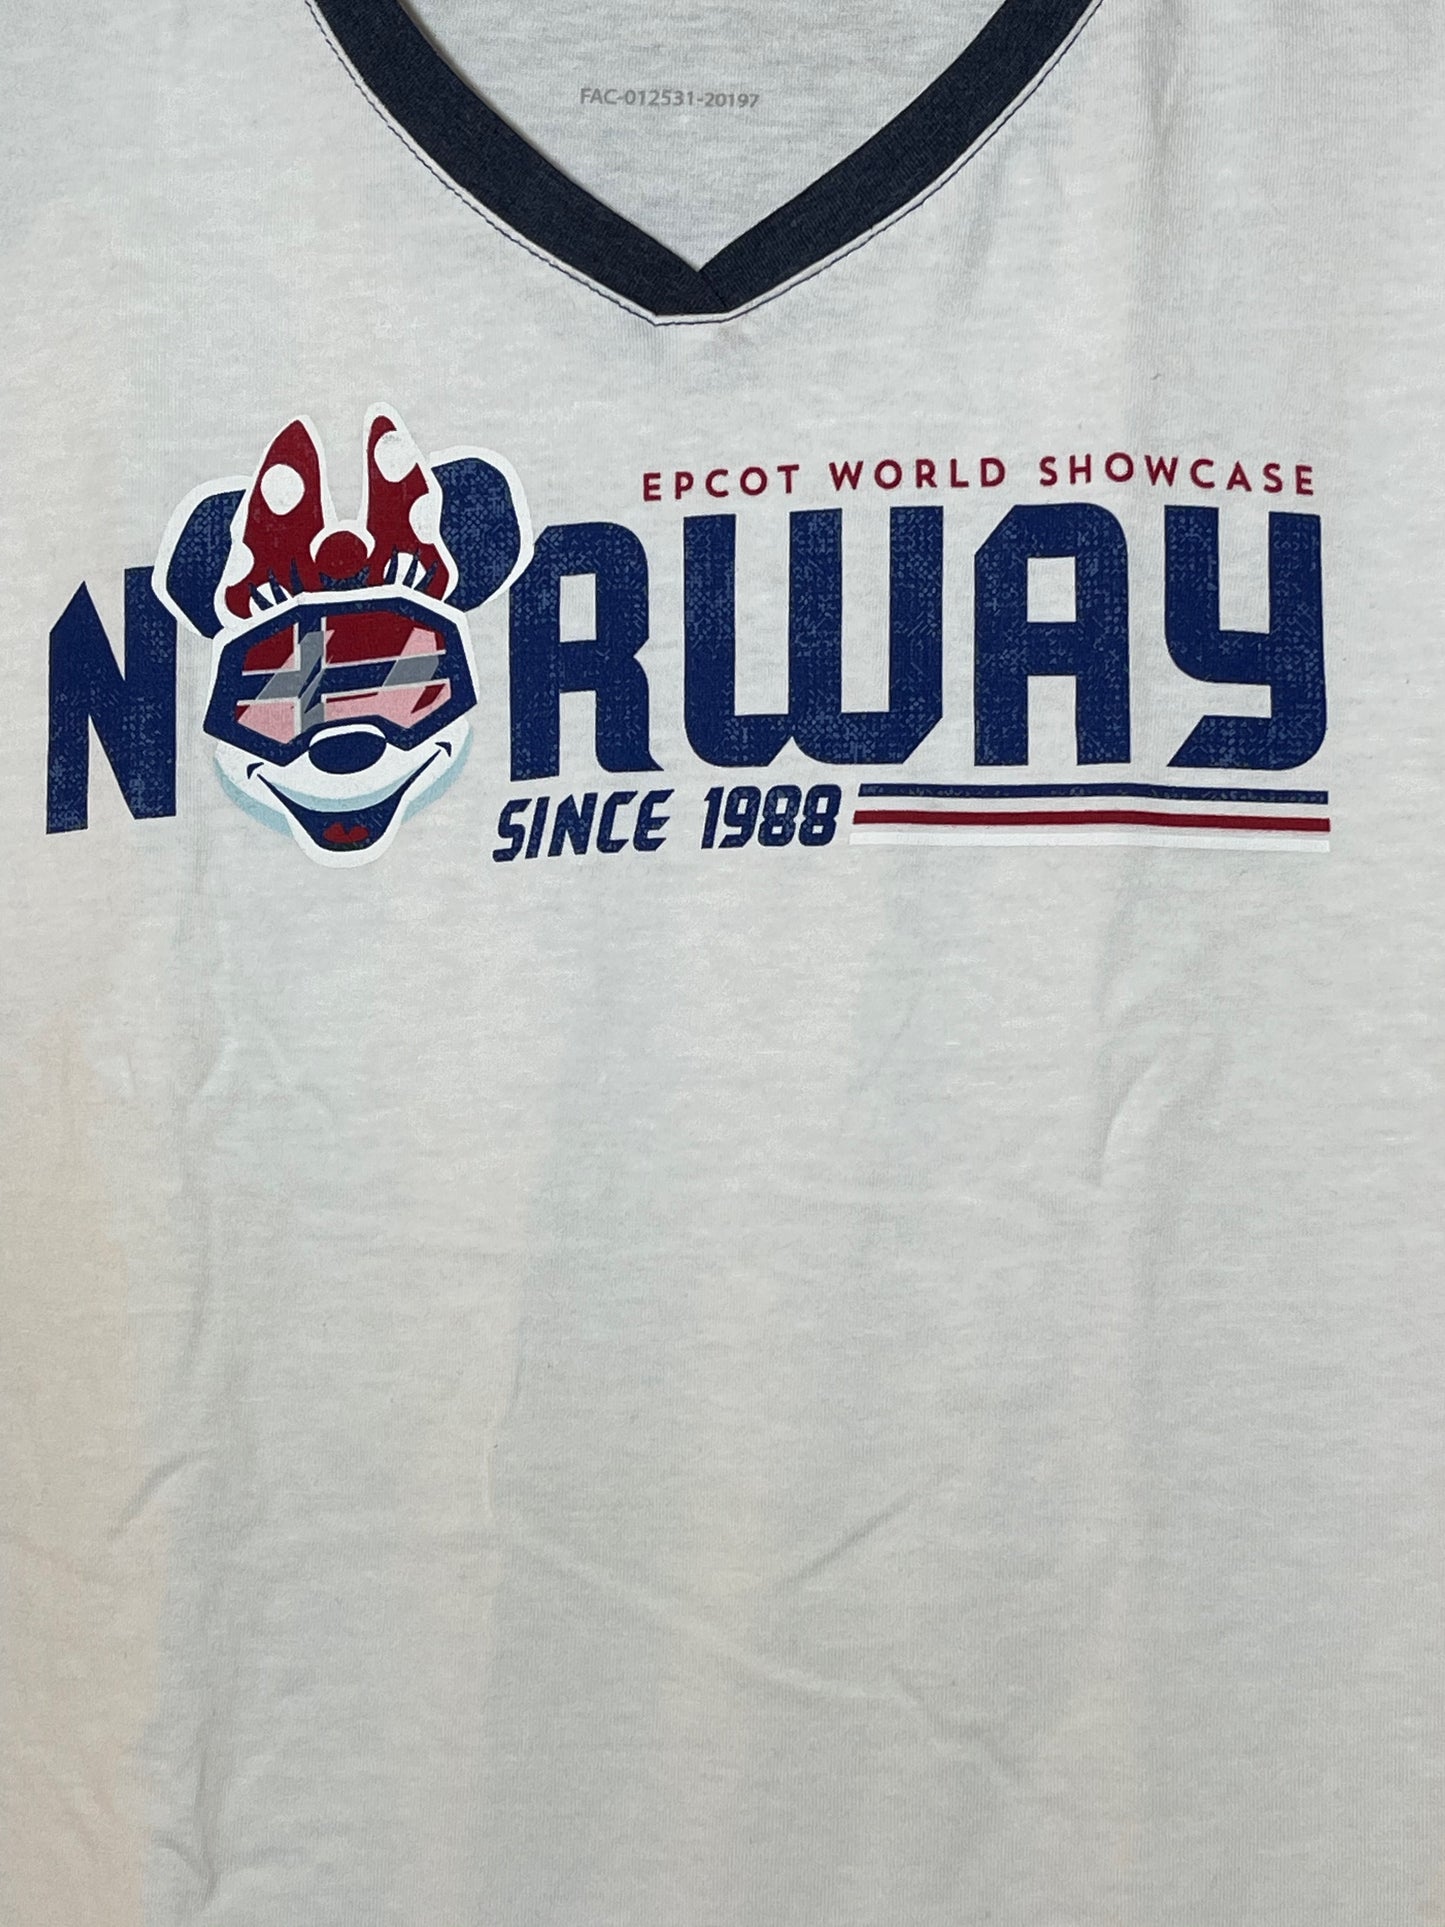 FAC-012531-20197
EPCOT WORLD SHOWCASE
NORWAY
SINCE 1988